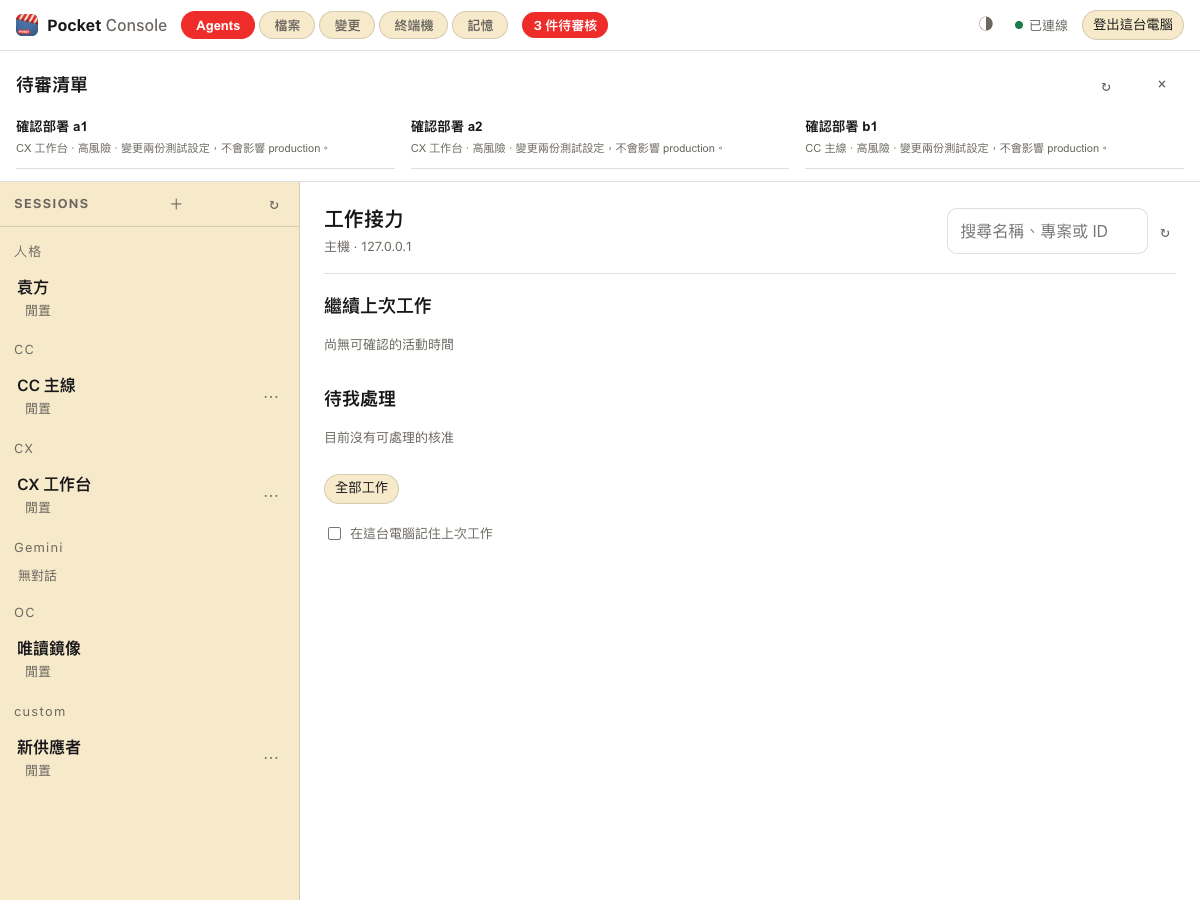 Pocket Console
Agents
檔案
變更
終端機
記憶
3 件待審核
已連線
登出這台電腦
待審清單
確認部署 a1
CX 工作台 · 高風險 · 變更兩份測試設定，不會影響 production。
確認部署 a2
CX 工作台 · 高風險 · 變更兩份測試設定，不會影響 production。
確認部署 b1
CC 主線 · 高風險 · 變更兩份測試設定，不會影響 production。
SESSIONS
人格
袁方
閒置
CC
CC 主線
閒置
CX
CX 工作台
閒置
Gemini
無對話
OC
唯讀鏡像
閒置
custom
新供應者
閒置
工作接力
主機 · 127.0.0.1
搜尋名稱、專案或 ID
繼續上次工作
尚無可確認的活動時間
待我處理
目前沒有可處理的核准
全部工作
在這台電腦記住上次工作